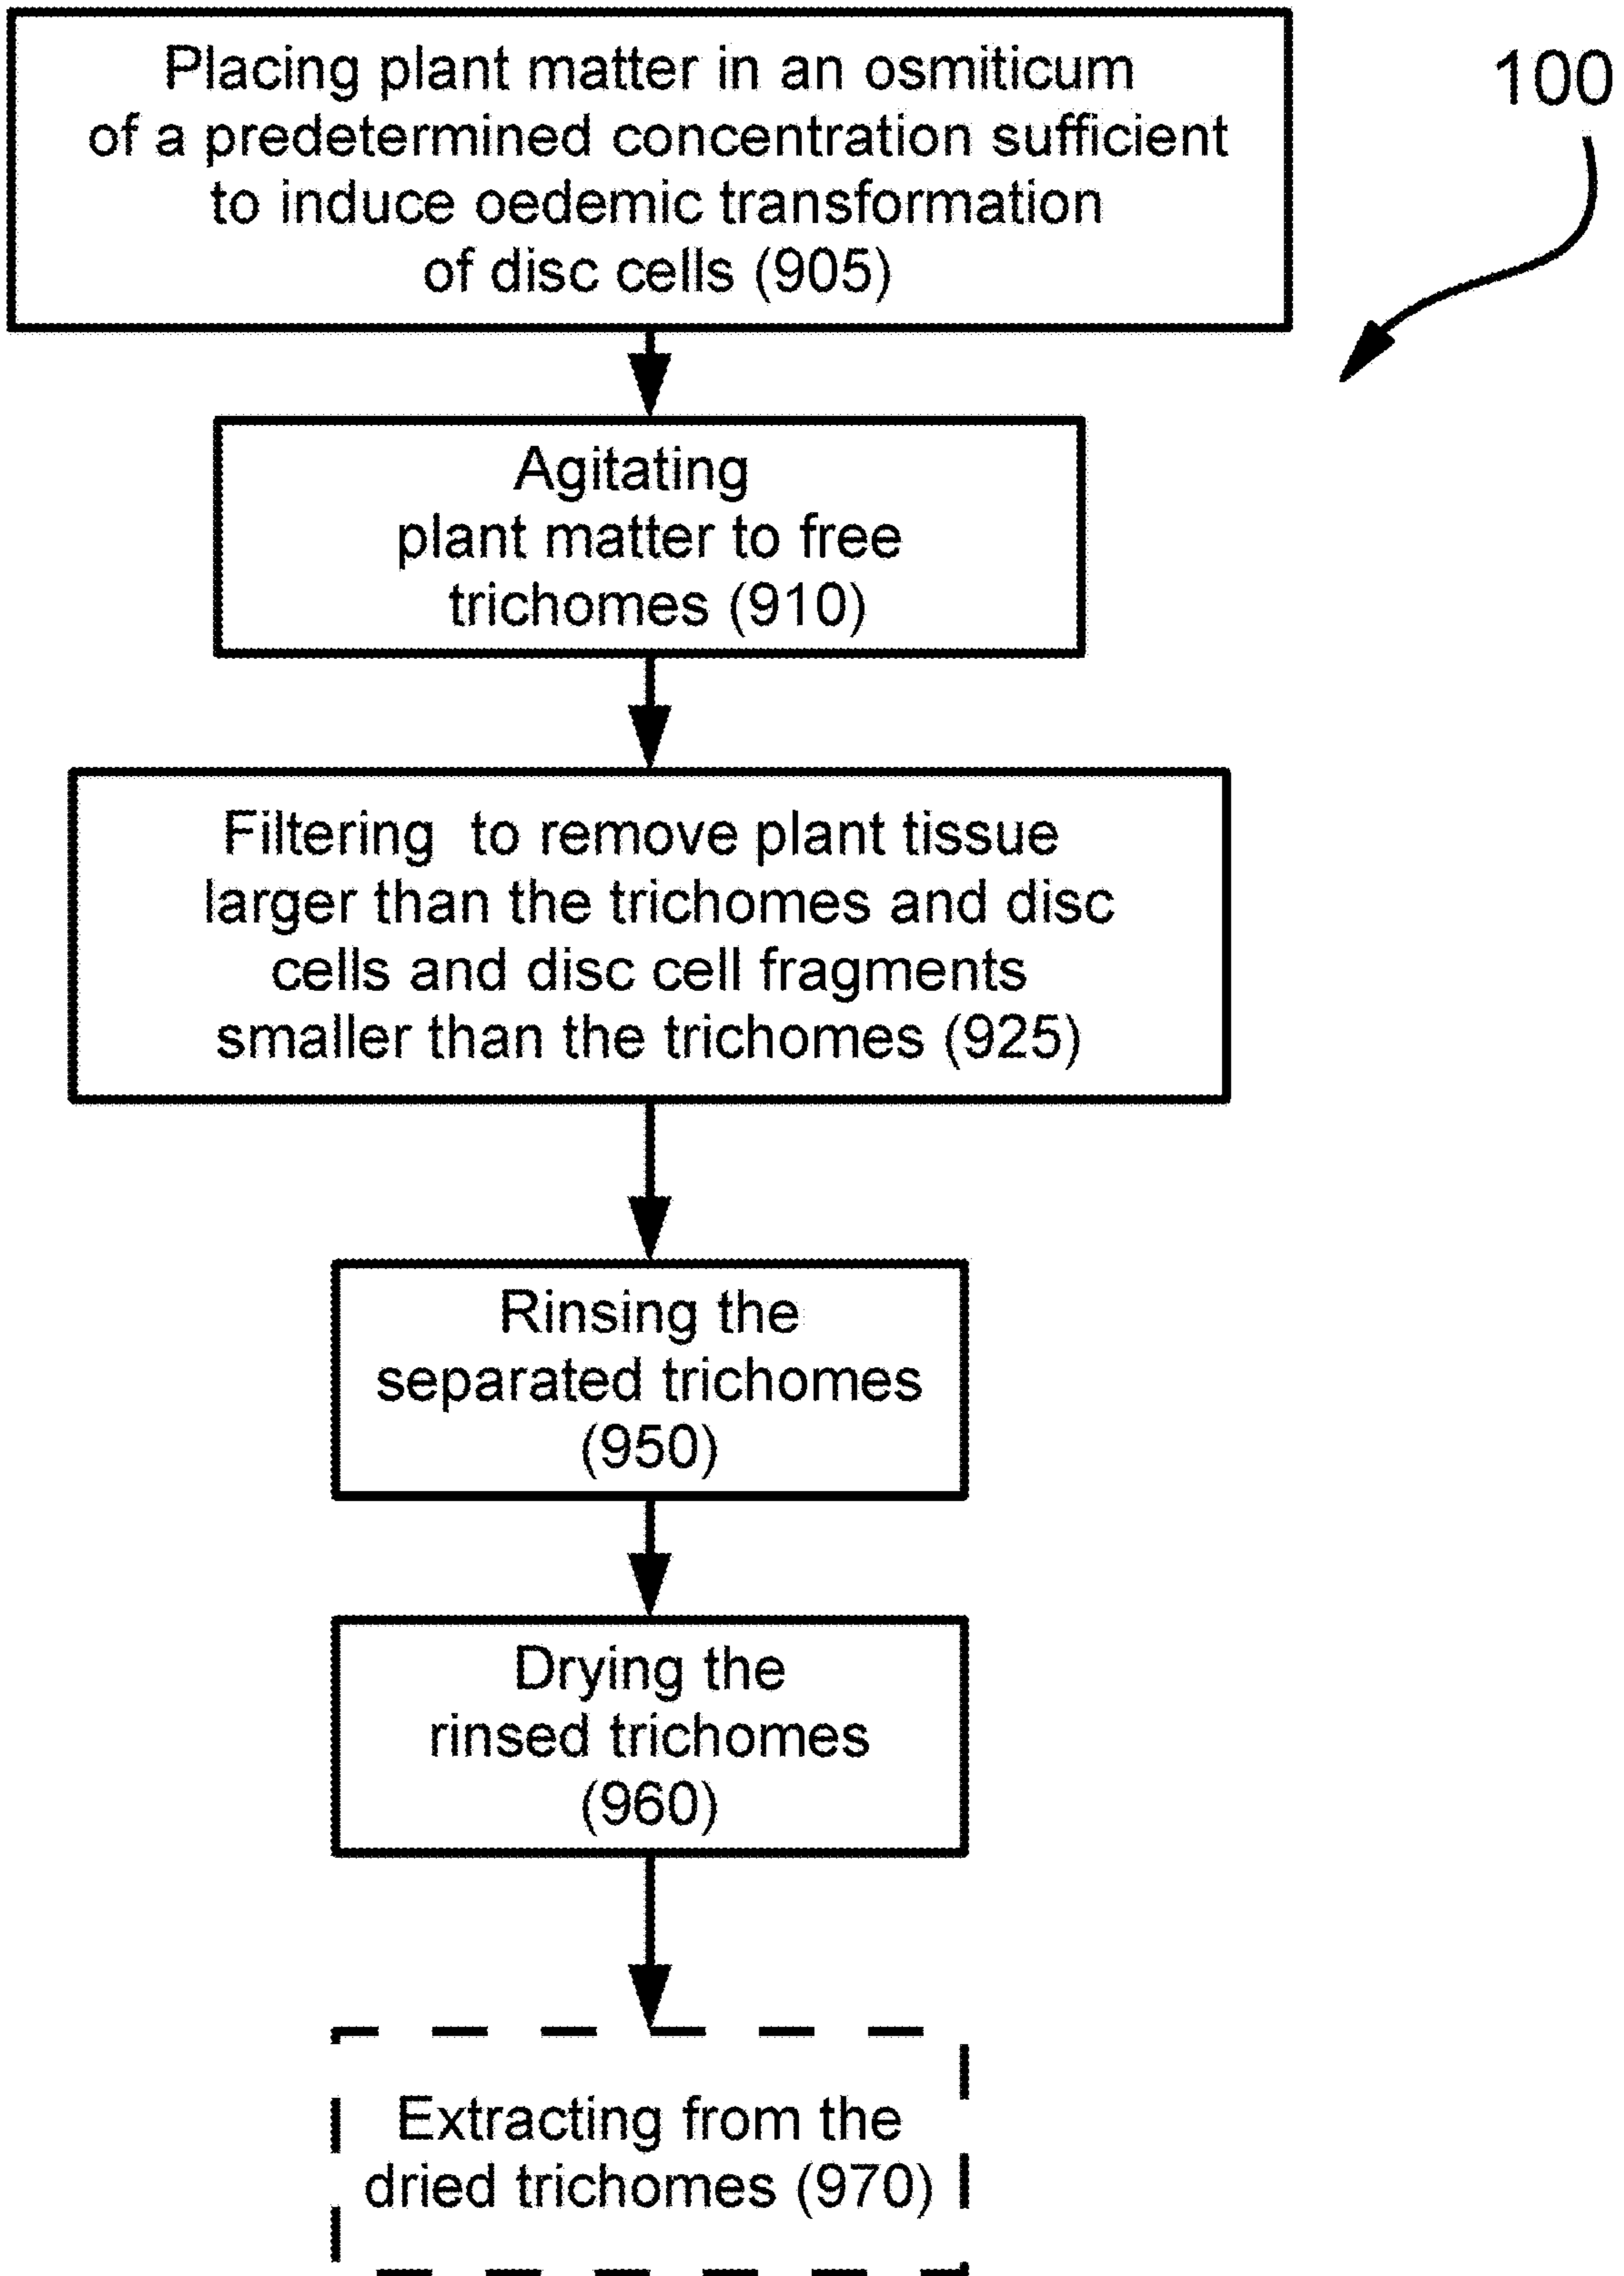 Placing plant matter in an osmiticum
of a predetermined concentration sufficient
to induce oedemic transformation
of disc cells (905)
100
Agitating
plant matter to free
trichomes (910)
Filtering to remove plant tissue
larger than the trichomes and disc
cells and disc cell fragments
smaller than the trichomes (925)
Rinsing the
separated trichomes
(950)
Drying the
rinsed trichomes
(960)
Extracting from the
dried trichomes (970)